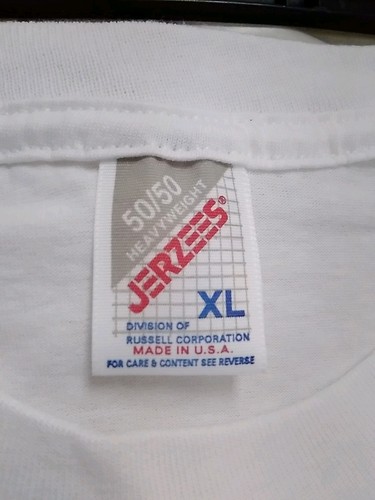 50/50
HEAVYWEIGHT
JERZEES®
XL
DIVISION OF
RUSSELL CORPORATION
MADE IN U.S.A.
FOR CARE & CONTENT SEE REVERSE